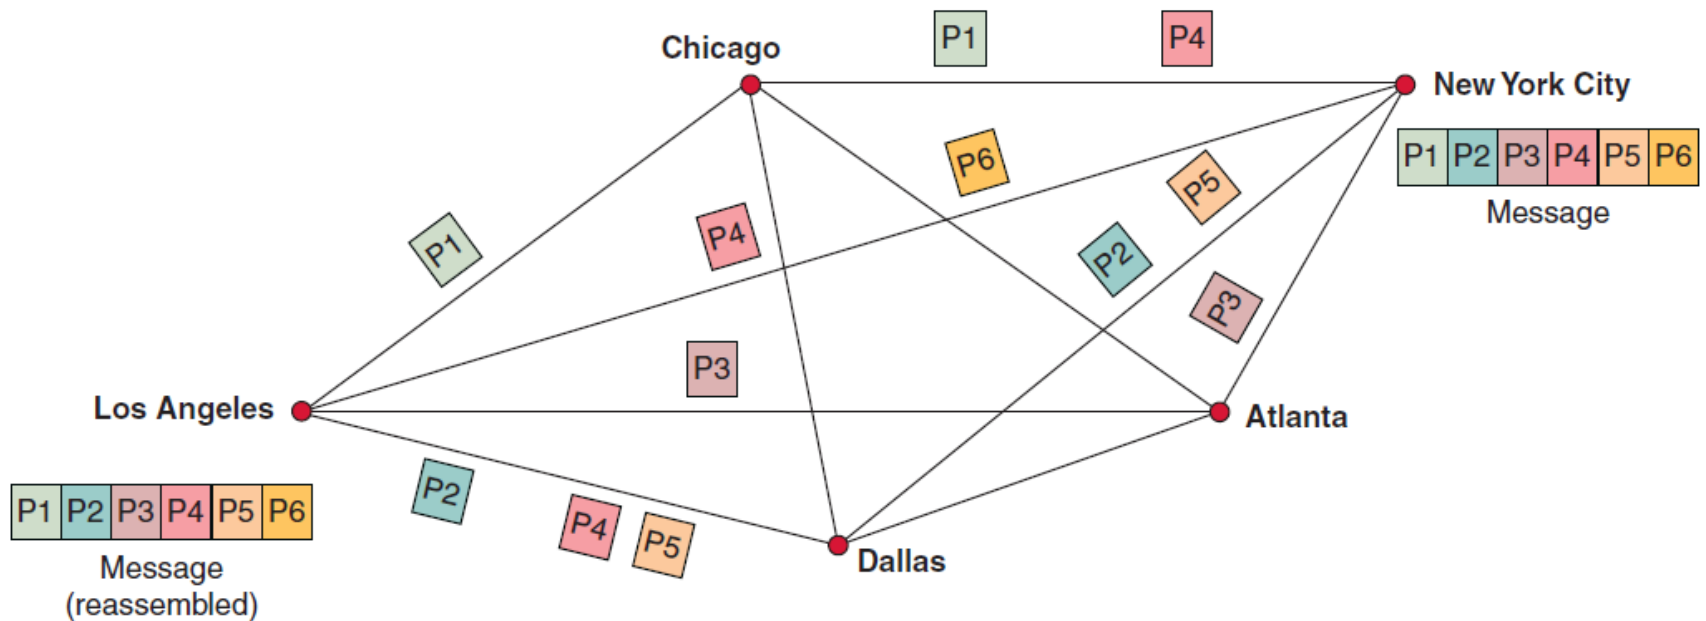 P1 P4
Chicago
New York City
P6
P5
P1 P2 P3 P4 P5 P6
Message
P1
P4
P2
P3
P3
Los Angeles
Atlanta
P2
P4
P5
Dallas
P1 P2 P3 P4 P5 P6
Message
(reassembled)